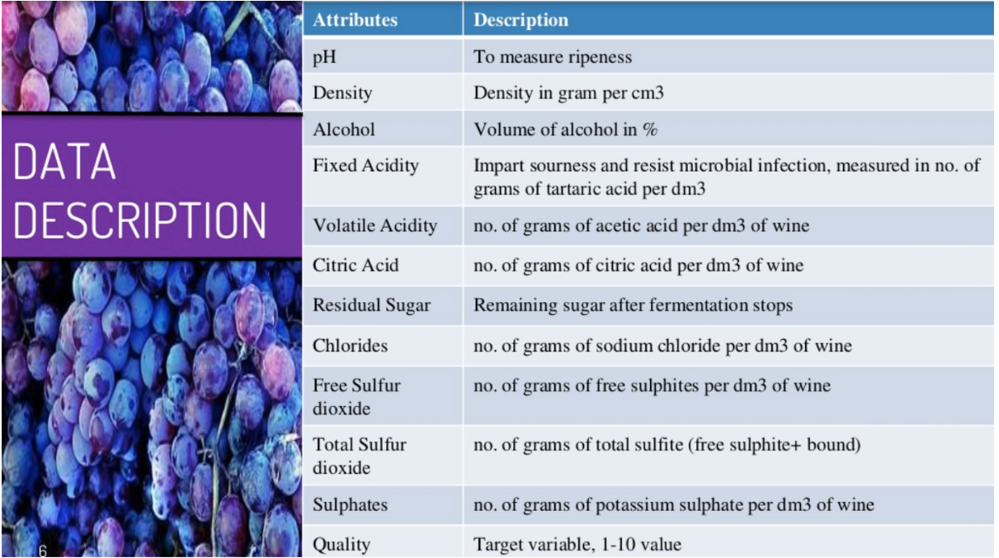 DATA
DESCRIPTION
Attributes Description
pH To measure ripeness
Density Density in gram per cm3
Alcohol Volume of alcohol in %
Fixed Acidity Impart sourness and resist microbial infection, measured in no. of
grams of tartaric acid per dm3
Volatile Acidity no. of grams of acetic acid per dm3 of wine
Citric Acid no. of grams of citric acid per dm3 of wine
Residual Sugar Remaining sugar after fermentation stops
Chlorides no. of grams of sodium chloride per dm3 of wine
Free Sulfur no. of grams of free sulphites per dm3 of wine
dioxide
Total Sulfur no. of grams of total sulfite (free sulphite+ bound)
dioxide
Sulphates no. of grams of potassium sulphate per dm3 of wine
Quality Target variable, 1-10 value
6